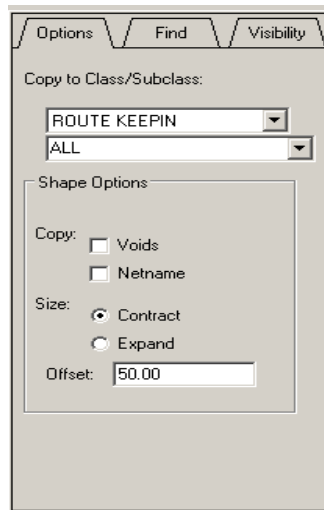 Options Find Visibility
Copy to Class/Subclass:
ROUTE KEEPIN
ALL
Shape Options
Copy: Voids
Netname
Size: Contract
Expand
Offset: 50.00